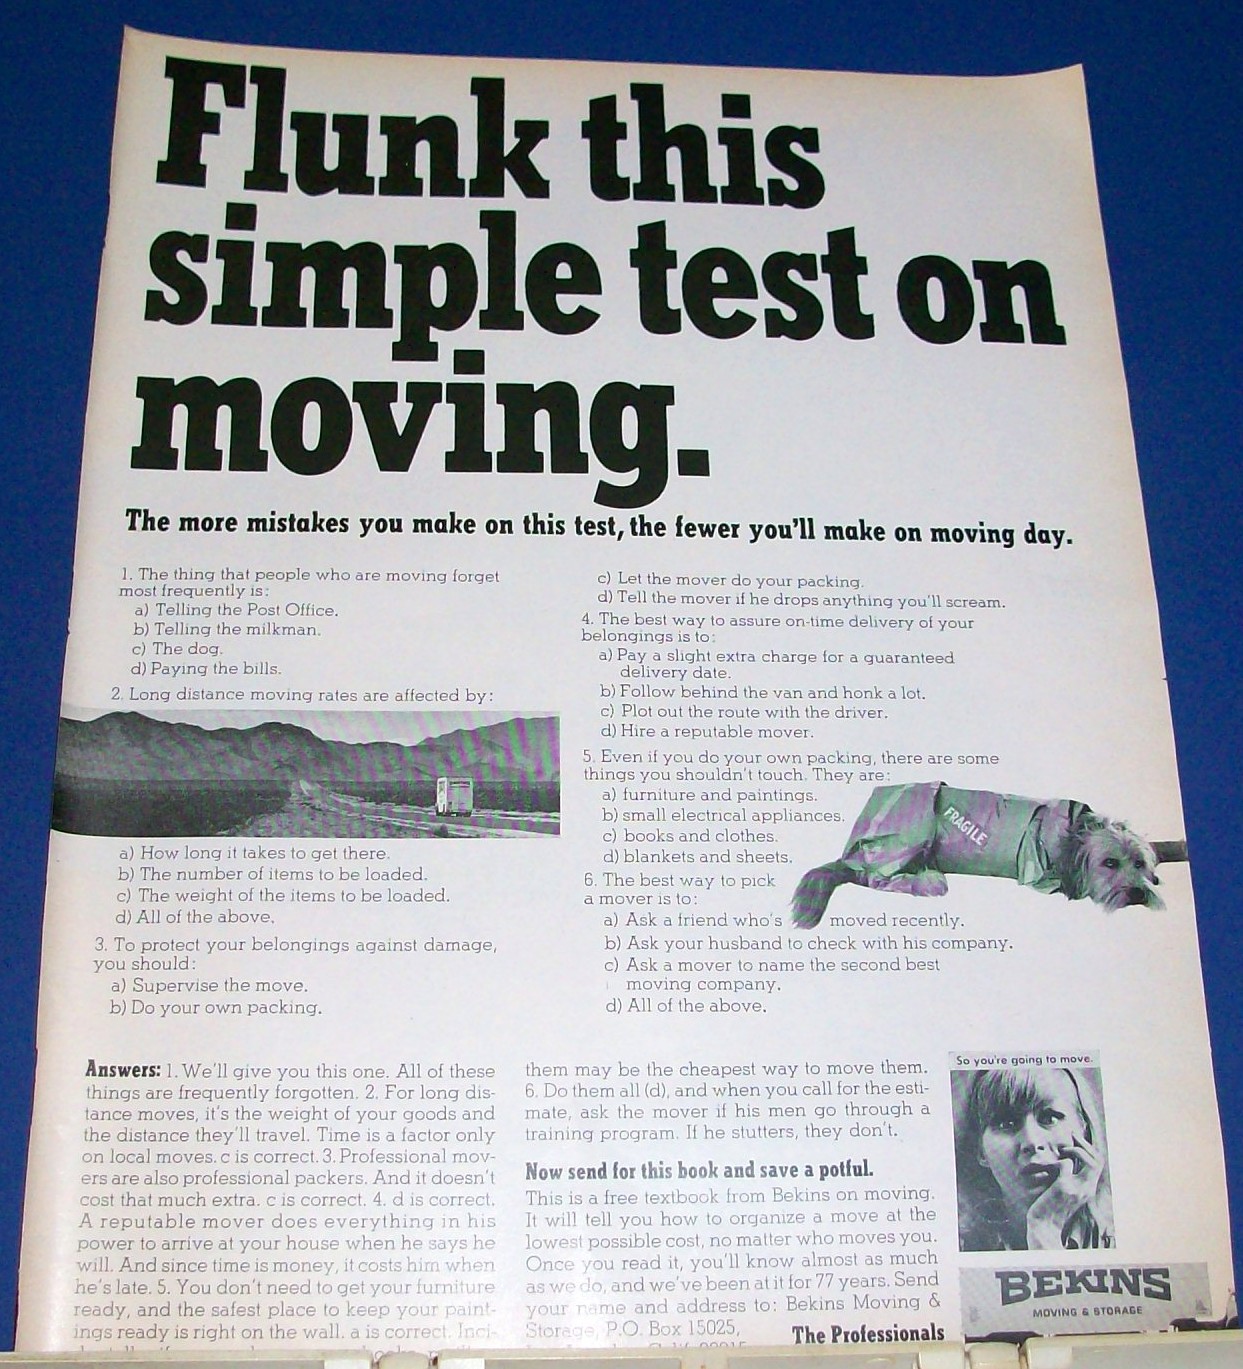 Flunk this
simple test on
moving.
The more mistakes you make on this test, the fewer you'll make on moving day.
1. The thing that people who are moving forget
most frequently is:
a) Telling the Post Office.
b) Telling the milkman.
c) The dog.
d) Paying the bills.
2. Long distance moving rates are affected by:
a) How long it takes to get there.
b) The number of items to be loaded.
c) The weight of the items to be loaded.
d) All of the above.
3. To protect your belongings against damage,
you should:
a) Supervise the move.
b) Do your own packing.
c) Let the mover do your packing.
d) Tell the mover if he drops anything you'll scream.
4. The best way to assure on-time delivery of your
belongings is to:
a) Pay a slight extra charge for a guaranteed
delivery date.
b) Follow behind the van and honk a lot.
c) Plot out the route with the driver.
d) Hire a reputable mover.
5. Even if you do your own packing, there are some
things you shouldn't touch. They are:
a) furniture and paintings.
b) small electrical appliances.
c) books and clothes.
d) blankets and sheets.
FRAGILE
6. The best way to pick
a mover is to:
a) Ask a friend who's moved recently.
b) Ask your husband to check with his company.
c) Ask a mover to name the second best
moving company.
d) All of the above.
Answers: 1. We'll give you this one. All of these
things are frequently forgotten. 2. For long dis-
tance moves, it's the weight of your goods and
the distance they'll travel. Time is a factor only
on local moves. c is correct. 3. Professional mov-
ers are also professional packers. And it doesn't
cost that much extra. c is correct. 4. d is correct.
A reputable mover does everything in his
power to arrive at your house when he says he
will. And since time is money, it costs him when
he's late. 5. You don't need to get your furniture
ready, and the safest place to keep your paint-
ings ready is right on the wall. a is correct. Inci-
them may be the cheapest way to move them.
6. Do them all (d), and when you call for the esti-
mate, ask the mover if his men go through a
training program. If he stutters, they don't.
Now send for this book and save a potful.
This is a free textbook from Bekins on moving.
It will tell you how to organize a move at the
lowest possible cost, no matter who moves you.
Once you read it, you'll know almost as much
as we do, and we've been at it for 77 years. Send
your name and address to: Bekins Moving &
Storage, P.O. Box 15025,
The Professionals
So you're going to move.
BEKINS
MOVING & STORAGE